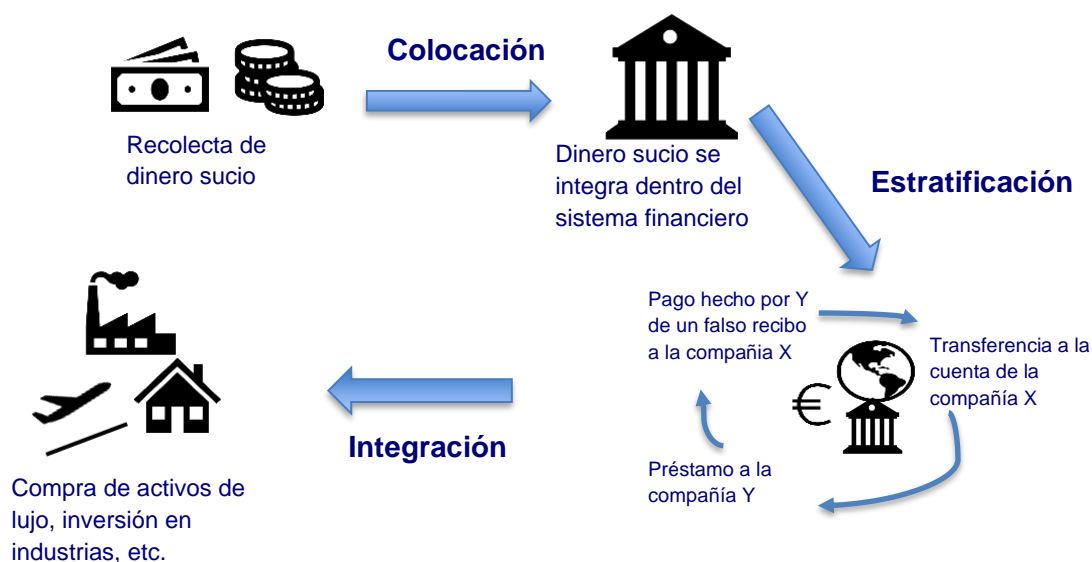 Colocación
Recolecta de
dinero sucio
Dinero sucio se
integra dentro del
sistema financiero
Estratificación
Pago hecho por Y
de un falso recibo
a la compañia X
Transferencia a la
cuenta de la
compañía X
Préstamo a la
compañía Y
Integración
Compra de activos de
lujo, inversión en
industrias, etc.